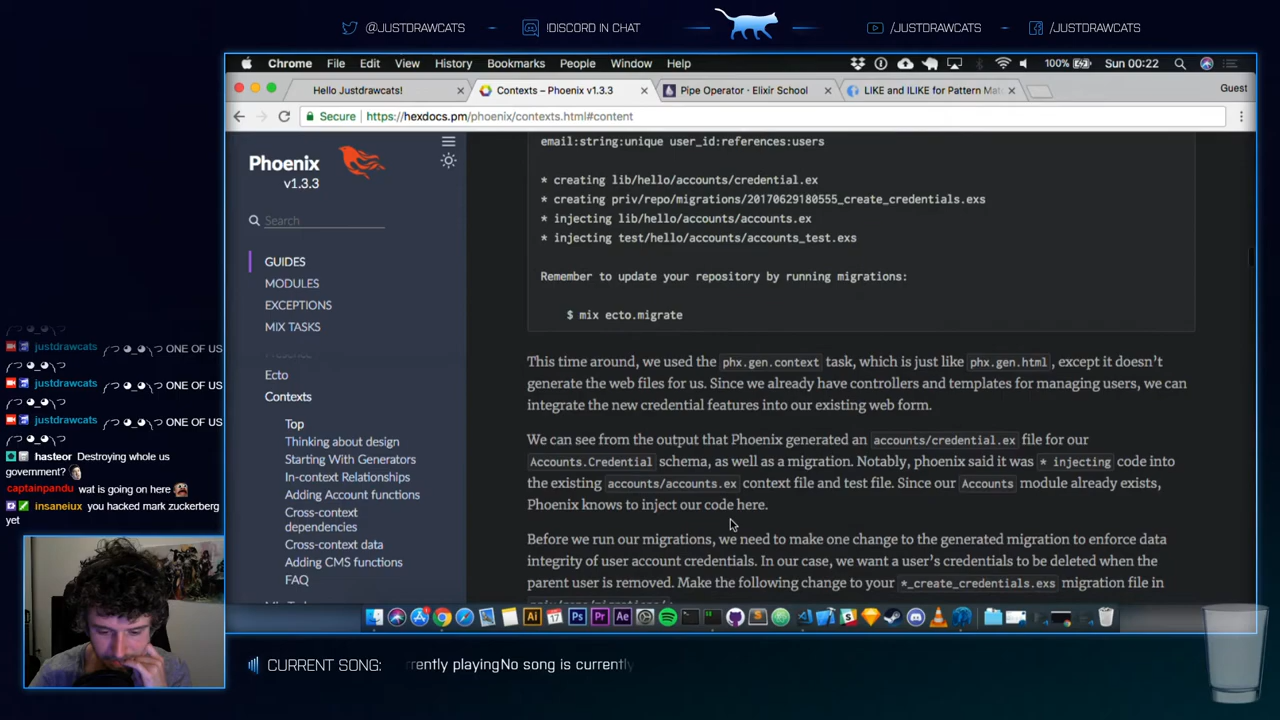 @JUSTDRAWCATS
!DISCORD IN CHAT
/JUSTDRAWCATS
/JUSTDRAWCATS
Chrome File Edit View History Bookmarks People Window Help
100% Sun 00:22
Hello Justdrawcats!
Contexts – Phoenix v1.3.3
Pipe Operator · Elixir School
LIKE and ILIKE for Pattern Mat
Guest
Secure https://hexdocs.pm/phoenix/contexts.html#content
Phoenix
v1.3.3
Search
GUIDES
MODULES
EXCEPTIONS
MIX TASKS
Ecto
Contexts
Top
Thinking about design
Starting With Generators
In-context Relationships
Adding Account functions
Cross-context
dependencies
Cross-context data
Adding CMS functions
FAQ
email:string:unique user_id:references:users
* creating lib/hello/accounts/credential.ex
* creating priv/repo/migrations/20170629180555_create_credentials.exs
* injecting lib/hello/accounts/accounts.ex
* injecting test/hello/accounts/accounts_test.exs
Remember to update your repository by running migrations:
$ mix ecto.migrate
This time around, we used the phx.gen.context task, which is just like phx.gen.html, except it doesn't
generate the web files for us. Since we already have controllers and templates for managing users, we can
integrate the new credential features into our existing web form.
We can see from the output that Phoenix generated an accounts/credential.ex file for our
Accounts.Credential schema, as well as a migration. Notably, phoenix said it was * injecting code into
the existing accounts/accounts.ex context file and test file. Since our Accounts module already exists,
Phoenix knows to inject our code here.
Before we run our migrations, we need to make one change to the generated migration to enforce data
integrity of user account credentials. In our case, we want a user's credentials to be deleted when the
parent user is removed. Make the following change to your *_create_credentials.exs migration file in
justdrawcats ༼つ ◕_◕ ༽つ ONE OF US
༼つ ◕_◕ ༽つ
justdrawcats ༼つ ◕_◕ ༽つ ONE OF US
༼つ ◕_◕ ༽つ
justdrawcats ༼つ ◕_◕ ༽つ ONE OF US
༼つ ◕_◕ ༽つ
hasteor Destroying whole us
government?
captainpandu wat is going on here
insaneiux you hacked mark zuckerberg
yet
CURRENT SONG:
rently playingNo song is currently